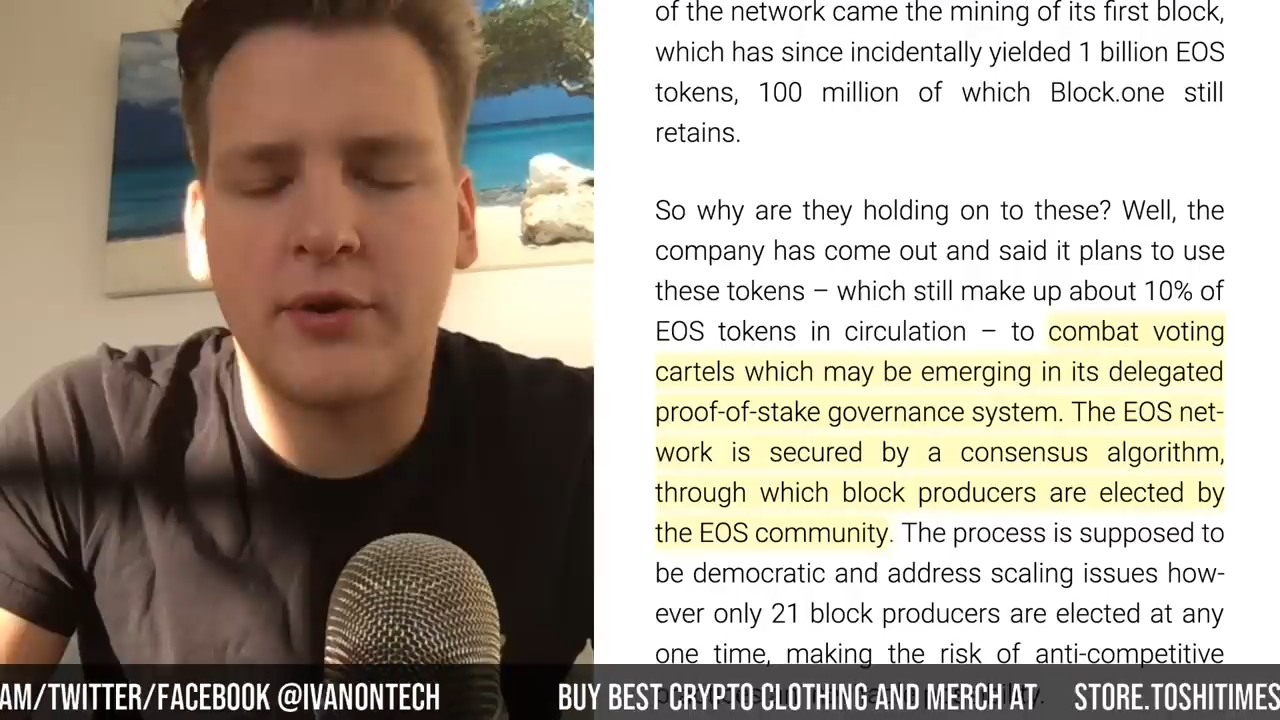 of the network came the mining of its first block,
which has since incidentally yielded 1 billion EOS
tokens, 100 million of which Block.one still
retains.
So why are they holding on to these? Well, the
company has come out and said it plans to use
these tokens – which still make up about 10% of
EOS tokens in circulation – to combat voting
cartels which may be emerging in its delegated
proof-of-stake governance system. The EOS net-
work is secured by a consensus algorithm,
through which block producers are elected by
the EOS community. The process is supposed to
be democratic and address scaling issues how-
ever only 21 block producers are elected at any
one time, making the risk of anti-competitive
AM/TWITTER/FACEBOOK @IVANONTECH BUY BEST CRYPTO CLOTHING AND MERCH AT STORE.TOSHITIMES